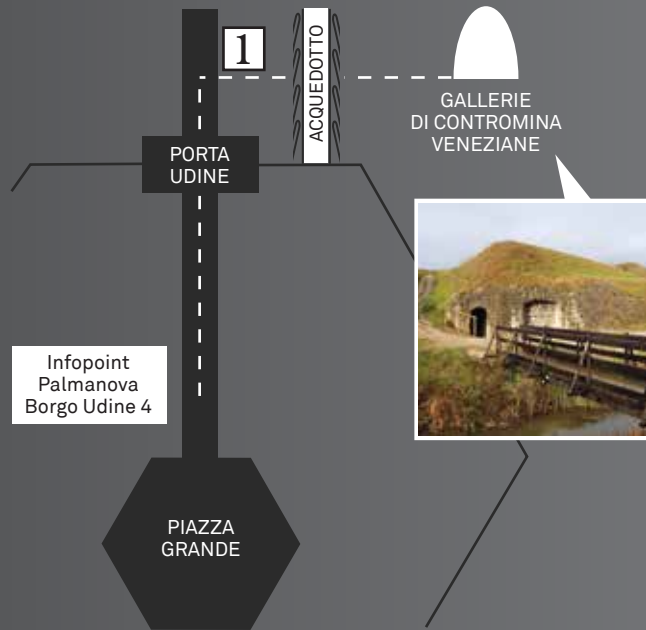 1
ACQUEDOTTO
GALLERIE
DI CONTROMINA
VENEZIANE
PORTA
UDINE
Infopoint
Palmanova
Borgo Udine 4
PIAZZA
GRANDE